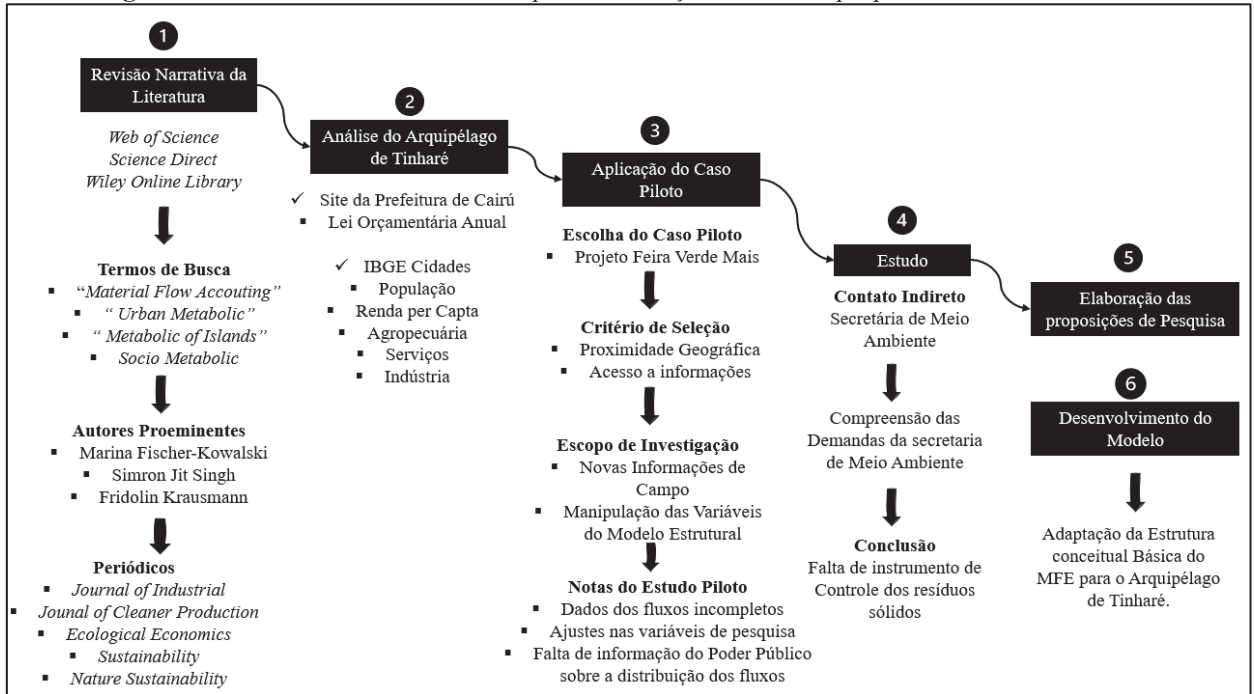 1
Revisão Narrativa da
Literatura
Web of Science
Science Direct
Wiley Online Library
Termos de Busca
▪ “Material Flow Accouting”
▪ “ Urban Metabolic”
▪ “ Metabolic of Islands”
▪ Socio Metabolic
Autores Proeminentes
▪ Marina Fischer-Kowalski
▪ Simron Jit Singh
▪ Fridolin Krausmann
Periódicos
▪ Journal of Industrial
▪ Jounal of Cleaner Production
▪ Ecological Economics
▪ Sustainability
▪ Nature Sustainability
2
Análise do Arquipélago
de Tinharé
✓ Site da Prefeitura de Cairú
▪ Lei Orçamentária Anual
✓ IBGE Cidades
▪ População
▪ Renda per Capta
▪ Agropecuária
▪ Serviços
▪ Indústria
3
Aplicação do Caso
Piloto
Escolha do Caso Piloto
▪ Projeto Feira Verde Mais
Critério de Seleção
▪ Proximidade Geográfica
▪ Acesso a informações
Escopo de Investigação
▪ Novas Informações de
Campo
▪ Manipulação das Variáveis
do Modelo Estrutural
Notas do Estudo Piloto
▪ Dados dos fluxos incompletos
▪ Ajustes nas variáveis de pesquisa
▪ Falta de informação do Poder Público
sobre a distribuição dos fluxos
4
Estudo
Contato Indireto
Secretária de Meio
Ambiente
Compreensão das
Demandas da secretaria
de Meio Ambiente
Conclusão
Falta de instrumento de
Controle dos resíduos
sólidos
5
Elaboração das
proposições de Pesquisa
6
Desenvolvimento do
Modelo
Adaptação da Estrutura
conceitual Básica do
MFE para o Arquipélago
de Tinharé.